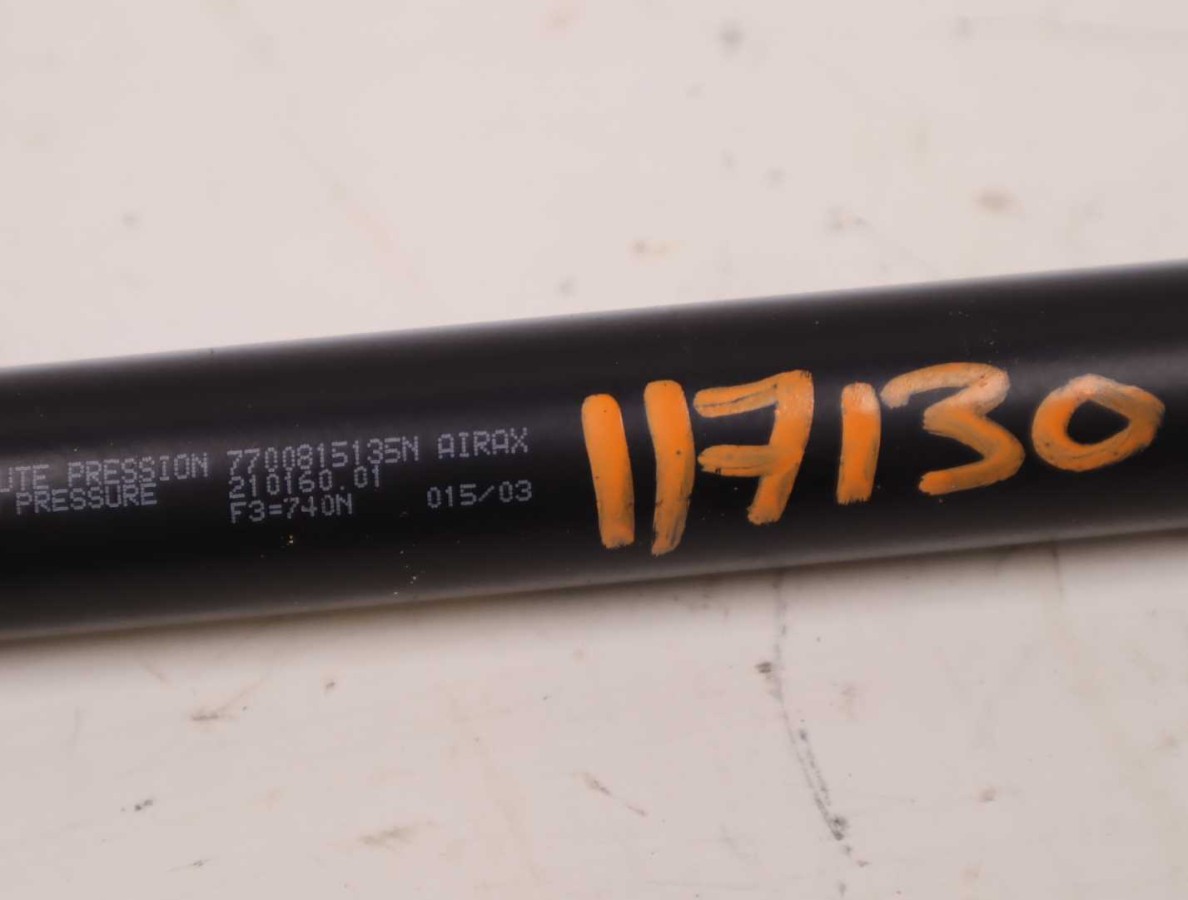 UTE PRESSION 7700815135N AIRAX
PRESSURE 210160.01
F3=740N 015/03
117130